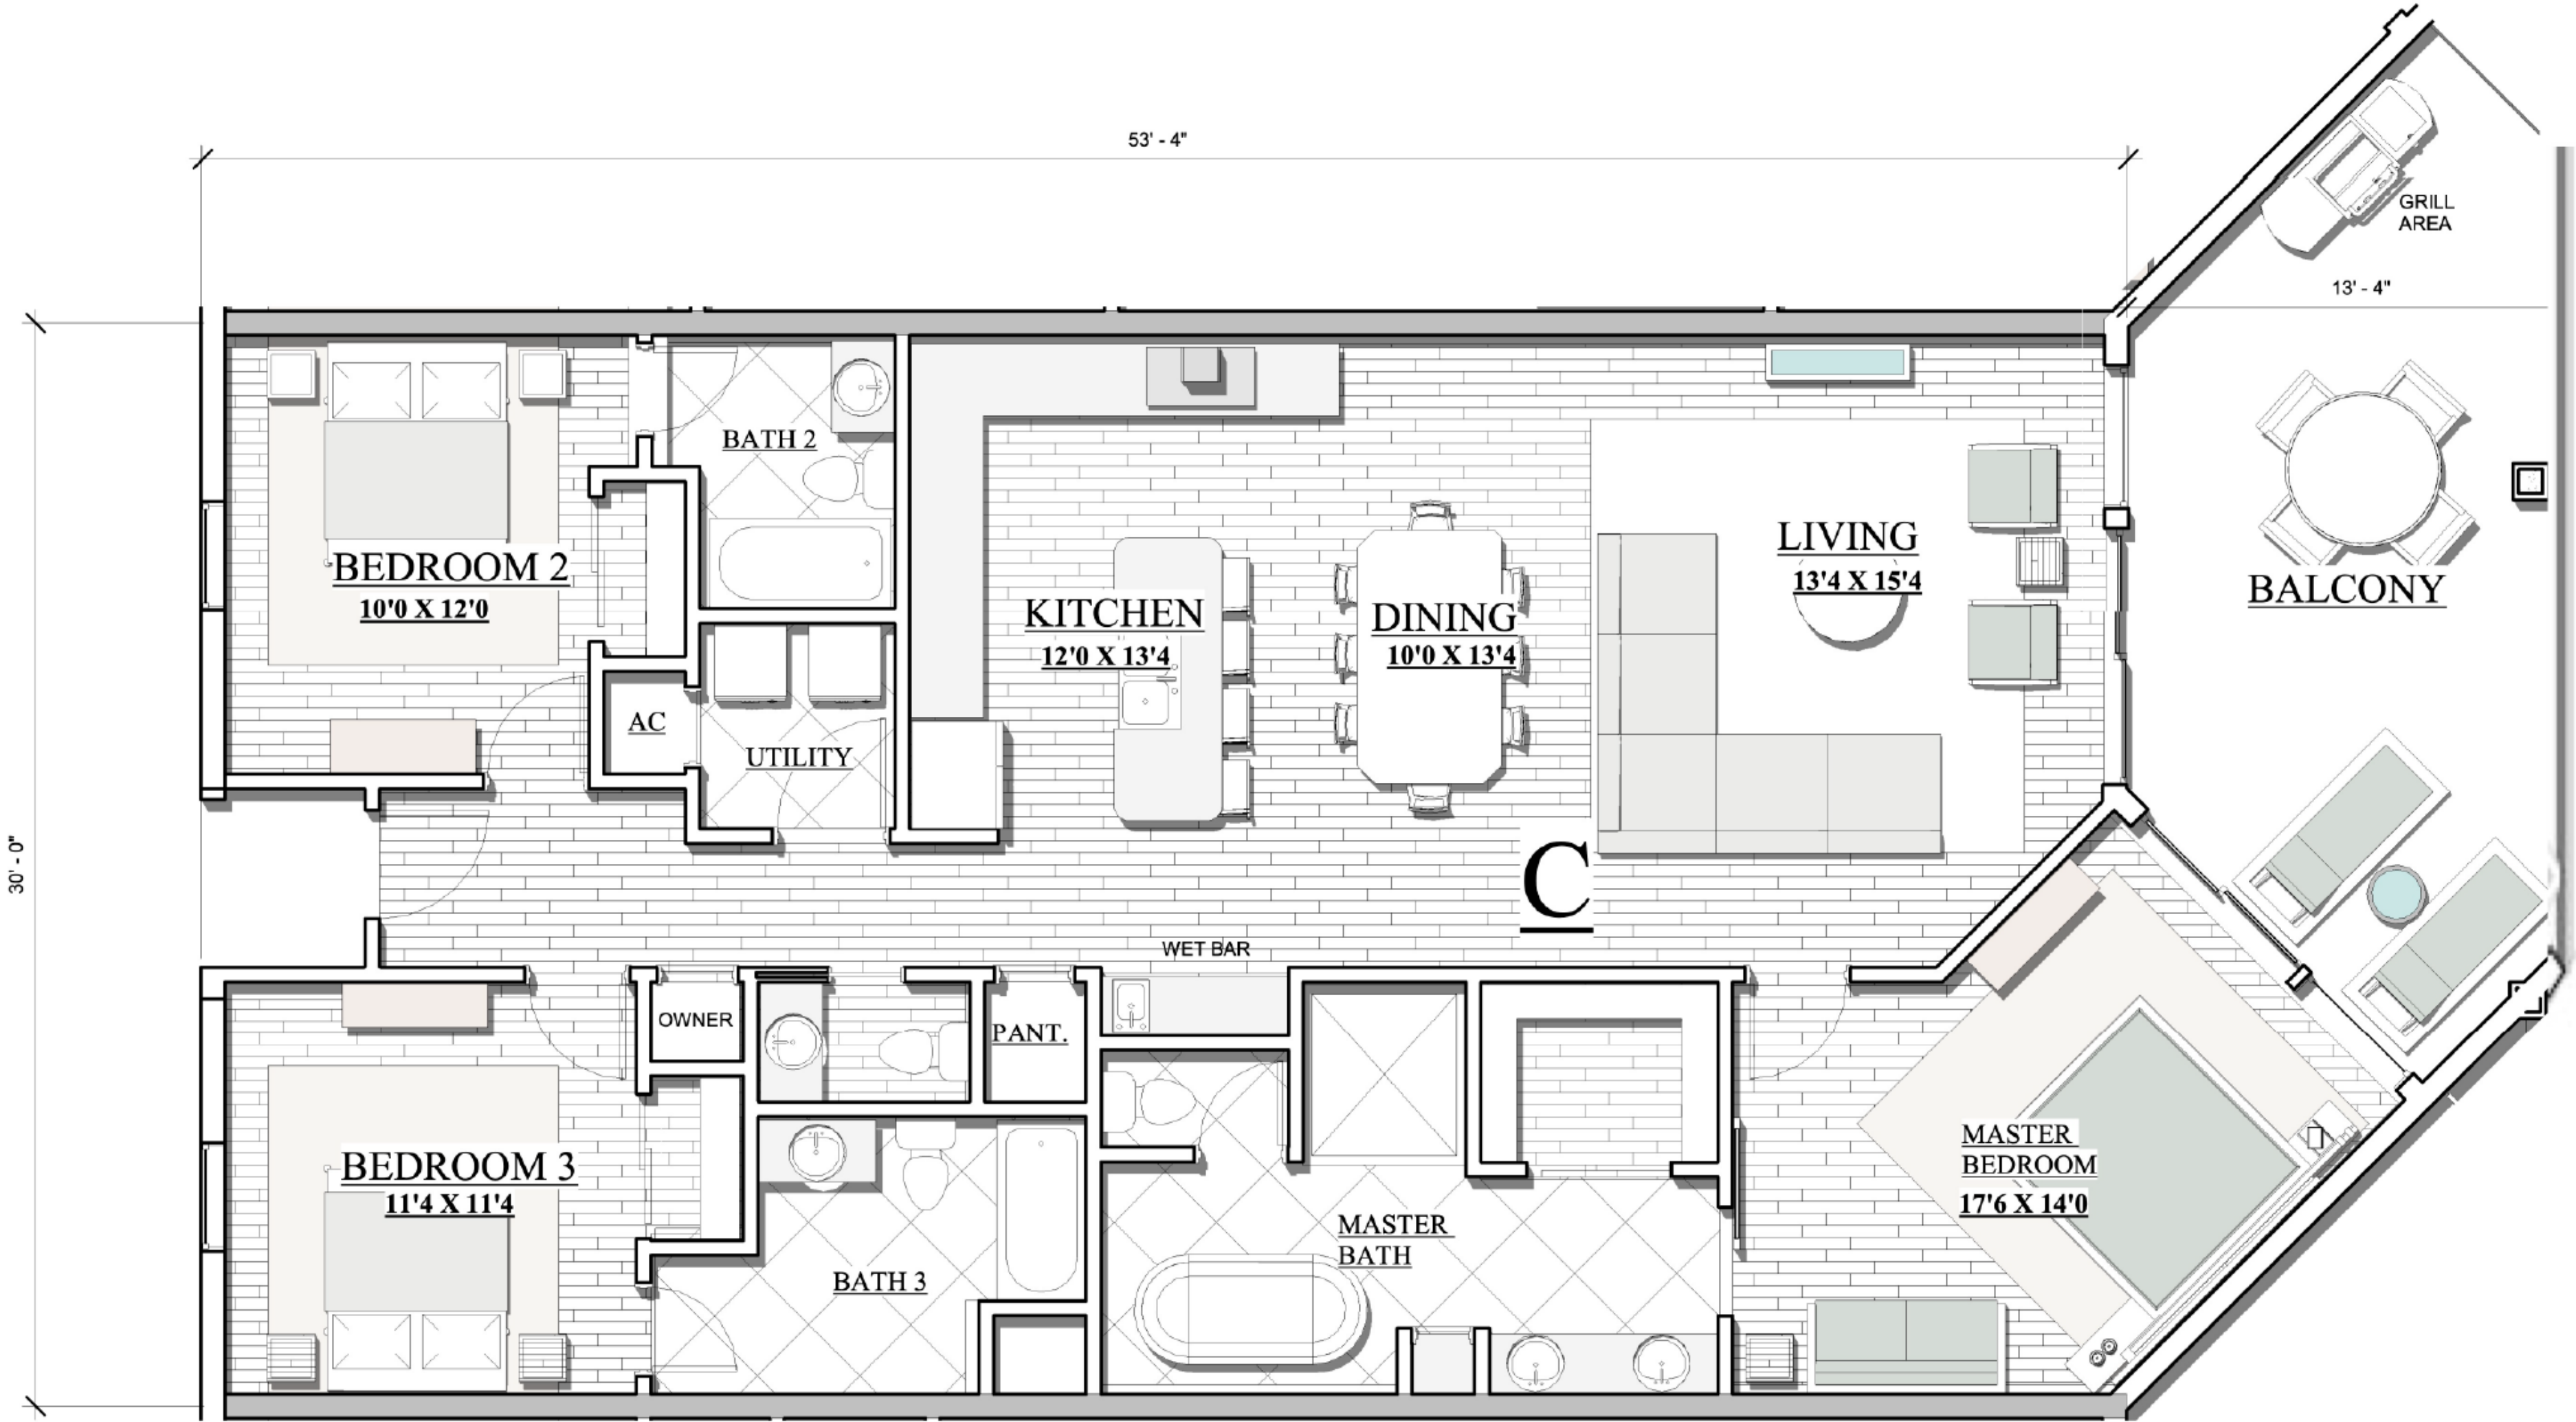 53' - 4"
GRILL
AREA
13' - 4"
BATH 2
BEDROOM 2
10'0 X 12'0
LIVING
13'4 X 15'4
BALCONY
KITCHEN
12'0 X 13'4
DINING
10'0 X 13'4
AC
UTILITY
C
30' - 0"
WET BAR
OWNER
PANT.
BEDROOM 3
11'4 X 11'4
MASTER
BEDROOM
17'6 X 14'0
MASTER
BATH
BATH 3